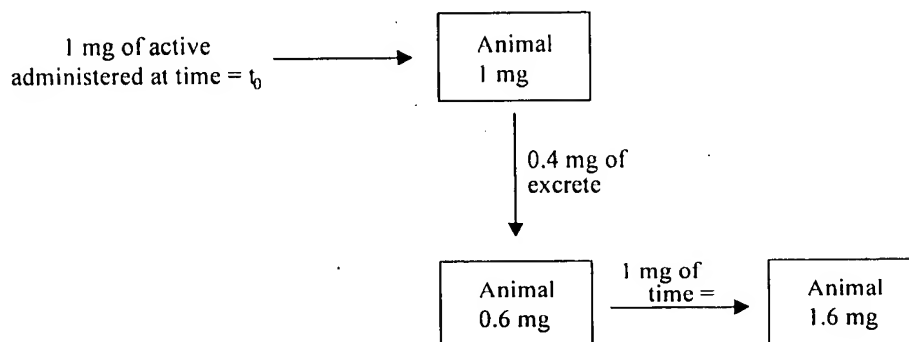 1 mg of active
administered at time = t₀
Animal
1 mg
0.4 mg of
excrete
Animal
0.6 mg
1 mg of
time =
Animal
1.6 mg